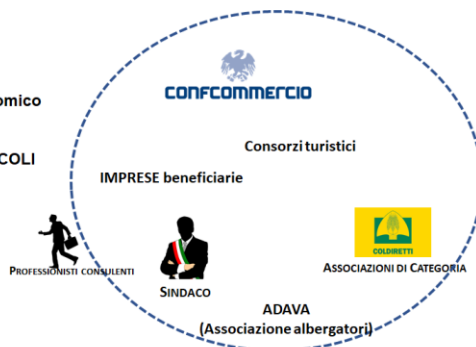 CONFCOMMERCIO
omico
Consorzi turistici
COLI
IMPRESE beneficiarie
COLDIRETTI
PROFESSIONISTI CONSULENTI
ASSOCIAZIONI DI CATEGORIA
SINDACO
ADAVA
(Associazione albergatori)